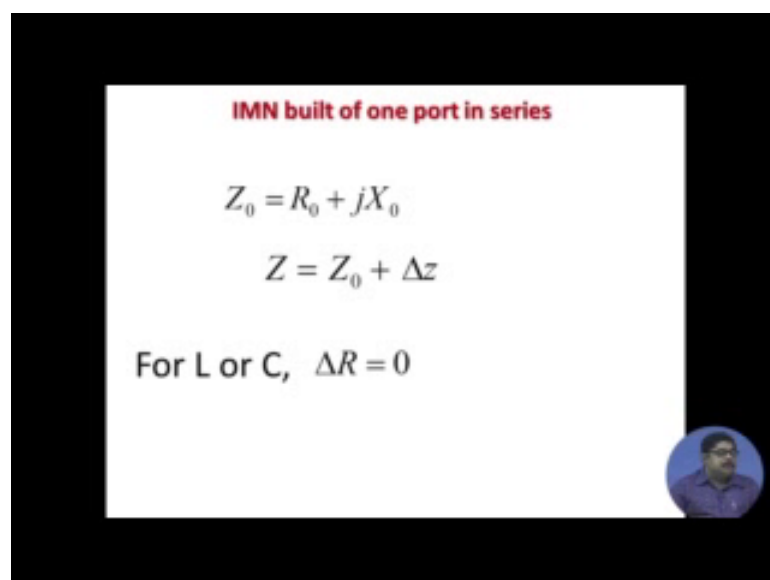 IMN built of one port in series
Z₀ = R₀ + jX₀
Z = Z₀ + Δz
For L or C, ΔR = 0